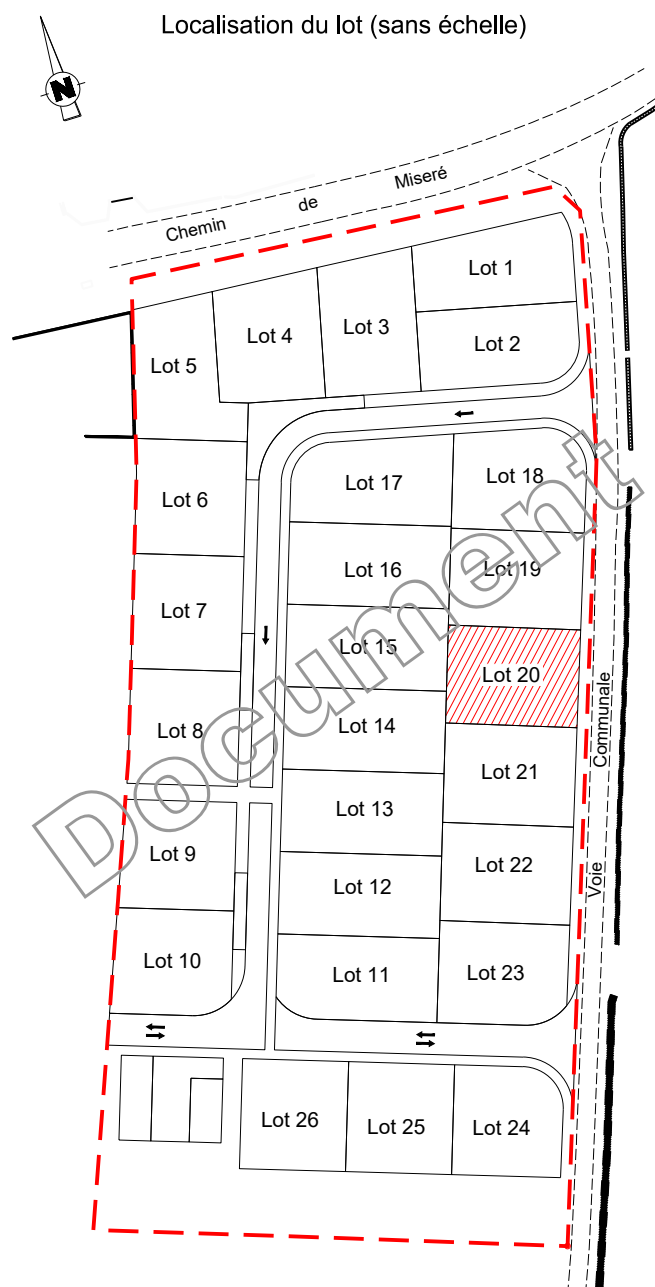 Localisation du lot (sans échelle)
N
Chemin de Miseré
Lot 1
Lot 2
Lot 3
Lot 4
Lot 5
Lot 6
Lot 7
Lot 8
Lot 9
Lot 10
Lot 17
Lot 18
Lot 16
Lot 19
Lot 15
Lot 20
Lot 14
Lot 21
Lot 13
Lot 22
Lot 12
Lot 11
Lot 23
Lot 26
Lot 25
Lot 24
Voie Communale
Document